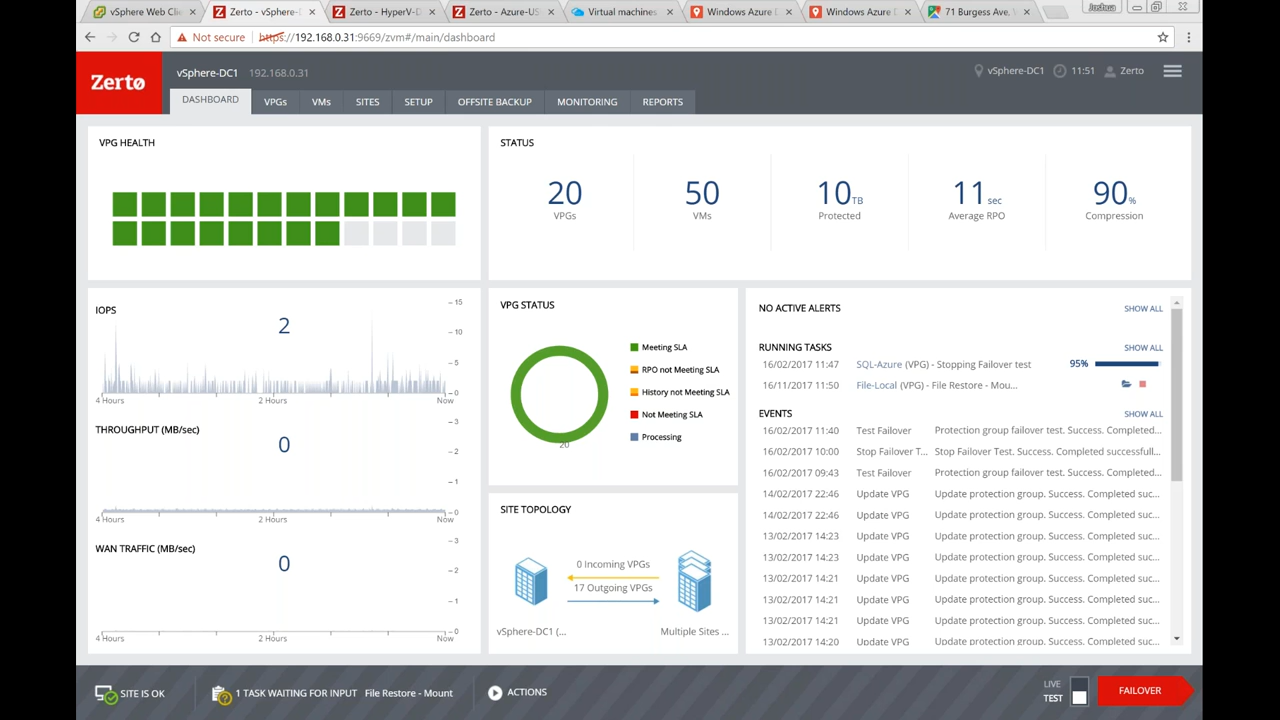 vSphere Web Clie
Zerto - vSphere-
Zerto - HyperV-D
Zerto - Azure-US
Virtual machines
Windows Azure D
Windows Azure D
71 Burgess Ave, V
Joshua
Not secure
https://192.168.0.31:9669/zvm#/main/dashboard
Zerto
vSphere-DC1
192.168.0.31
vSphere-DC1
11:51
Zerto
DASHBOARD
VPGs
VMs
SITES
SETUP
OFFSITE BACKUP
MONITORING
REPORTS
VPG HEALTH
STATUS
20
VPGs
50
VMs
10 TB
Protected
11 sec
Average RPO
90 %
Compression
IOPS
2
15
10
5
0
4 Hours
2 Hours
Now
THROUGHPUT (MB/sec)
0
3
2
1
0
4 Hours
2 Hours
Now
WAN TRAFFIC (MB/sec)
0
3
2
1
0
4 Hours
2 Hours
Now
VPG STATUS
20
Meeting SLA
RPO not Meeting SLA
History not Meeting SLA
Not Meeting SLA
Processing
SITE TOPOLOGY
0 Incoming VPGs
17 Outgoing VPGs
vSphere-DC1 (...
Multiple Sites ...
NO ACTIVE ALERTS
SHOW ALL
RUNNING TASKS
SHOW ALL
16/02/2017 11:47 SQL-Azure (VPG) - Stopping Failover test 95%
16/11/2017 11:50 File-Local (VPG) - File Restore - Mou...
EVENTS
SHOW ALL
16/02/2017 11:40 Test Failover Protection group failover test. Success. Completed...
16/02/2017 10:00 Stop Failover T... Stop Failover Test. Success. Completed successfull...
16/02/2017 09:43 Test Failover Protection group failover test. Success. Completed...
14/02/2017 22:46 Update VPG Update protection group. Success. Completed suc...
14/02/2017 22:46 Update VPG Update protection group. Success. Completed suc...
13/02/2017 14:23 Update VPG Update protection group. Success. Completed suc...
13/02/2017 14:23 Update VPG Update protection group. Success. Completed suc...
13/02/2017 14:21 Update VPG Update protection group. Success. Completed suc...
13/02/2017 14:21 Update VPG Update protection group. Success. Completed suc...
13/02/2017 14:21 Update VPG Update protection group. Success. Completed suc...
13/02/2017 14:20 Update VPG Update protection group. Success. Completed suc...
SITE IS OK
1 TASK WAITING FOR INPUT File Restore - Mount
ACTIONS
LIVE
TEST
FAILOVER